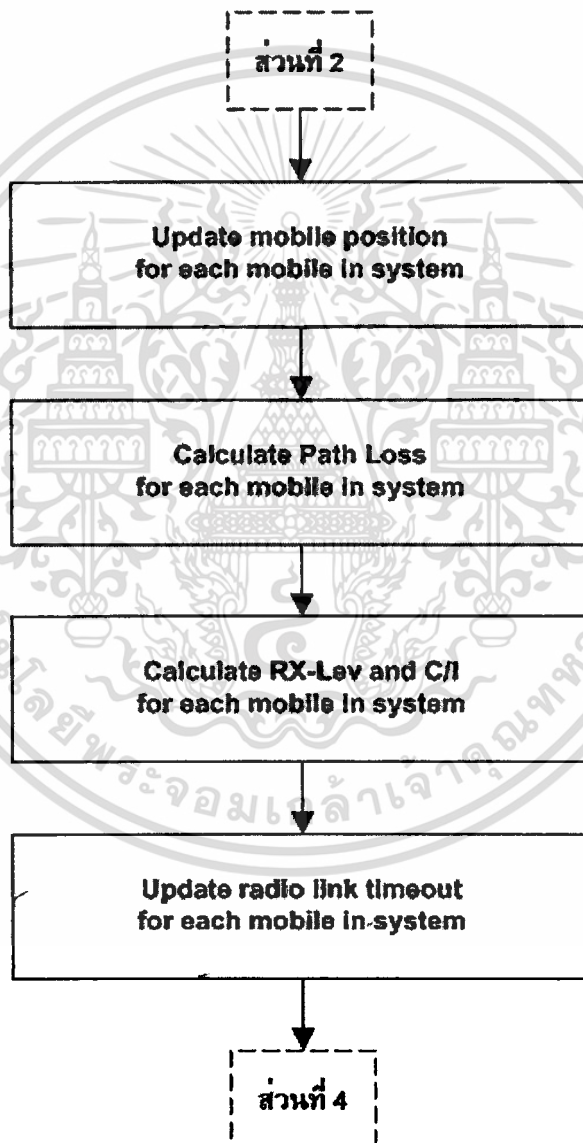 ส่วนที่ 2
Update mobile position
for each mobile in system
Calculate Path Loss
for each mobile in system
Calculate RX-Lev and C/I
for each mobile in system
Update radio link timeout
for each mobile in system
ส่วนที่ 4